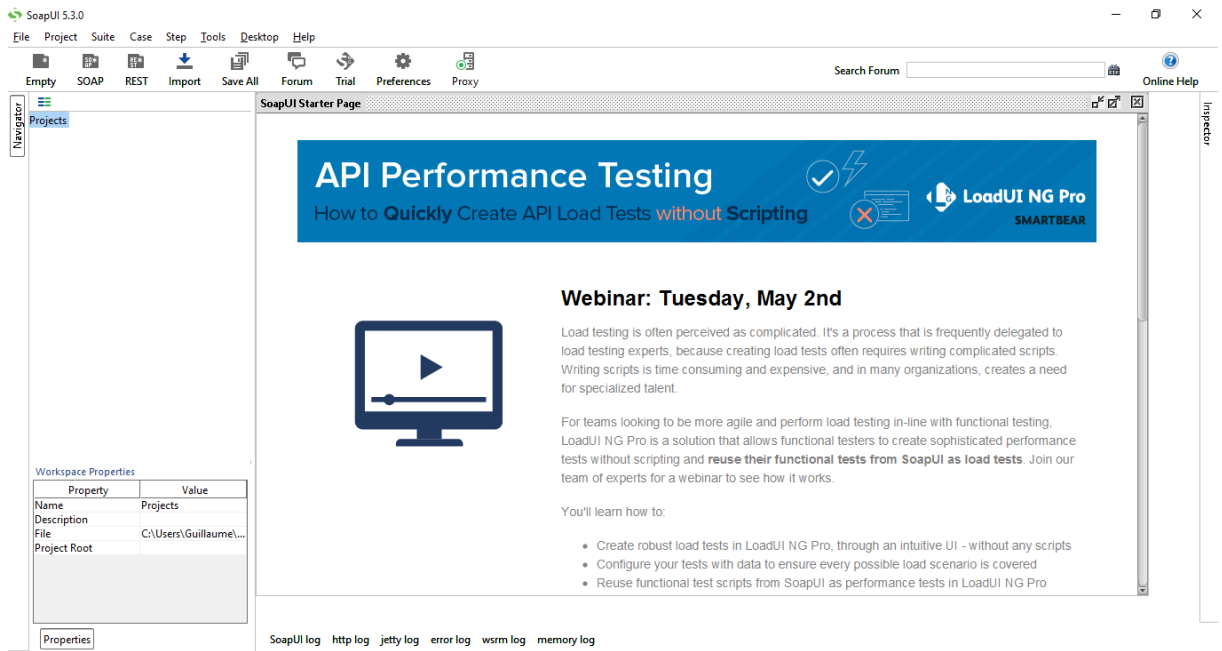 SoapUI 5.3.0
File Project Suite Case Step Tools Desktop Help
Empty SOAP REST Import Save All Forum Trial Preferences Proxy Search Forum Online Help
Navigator
Projects
SoapUI Starter Page
Inspector
API Performance Testing
How to Quickly Create API Load Tests without Scripting
LoadUI NG Pro
SMARTBEAR
Webinar: Tuesday, May 2nd
Load testing is often perceived as complicated. It's a process that is frequently delegated to
load testing experts, because creating load tests often requires writing complicated scripts.
Writing scripts is time consuming and expensive, and in many organizations, creates a need
for specialized talent.
For teams looking to be more agile and perform load testing in-line with functional testing,
LoadUI NG Pro is a solution that allows functional testers to create sophisticated performance
tests without scripting and reuse their functional tests from SoapUI as load tests. Join our
team of experts for a webinar to see how it works.
You'll learn how to:
• Create robust load tests in LoadUI NG Pro, through an intuitive UI - without any scripts
• Configure your tests with data to ensure every possible load scenario is covered
• Reuse functional test scripts from SoapUI as performance tests in LoadUI NG Pro
Workspace Properties
Property Value
Name Projects
Description
File C:\Users\Guillaume\...
Project Root
Properties
SoapUI log http log jetty log error log wsrm log memory log